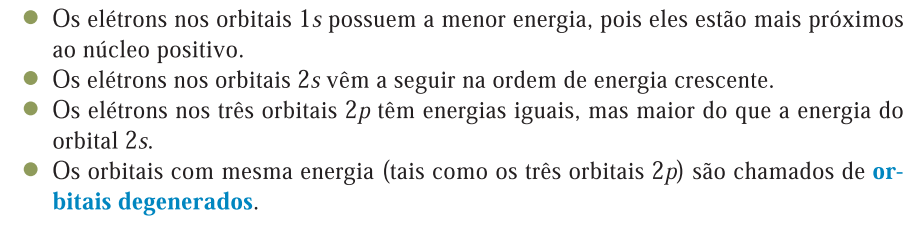 ● Os elétrons nos orbitais 1s possuem a menor energia, pois eles estão mais próximos
ao núcleo positivo.
● Os elétrons nos orbitais 2s vêm a seguir na ordem de energia crescente.
● Os elétrons nos três orbitais 2p têm energias iguais, mas maior do que a energia do
orbital 2s.
● Os orbitais com mesma energia (tais como os três orbitais 2p) são chamados de or-
bitais degenerados.